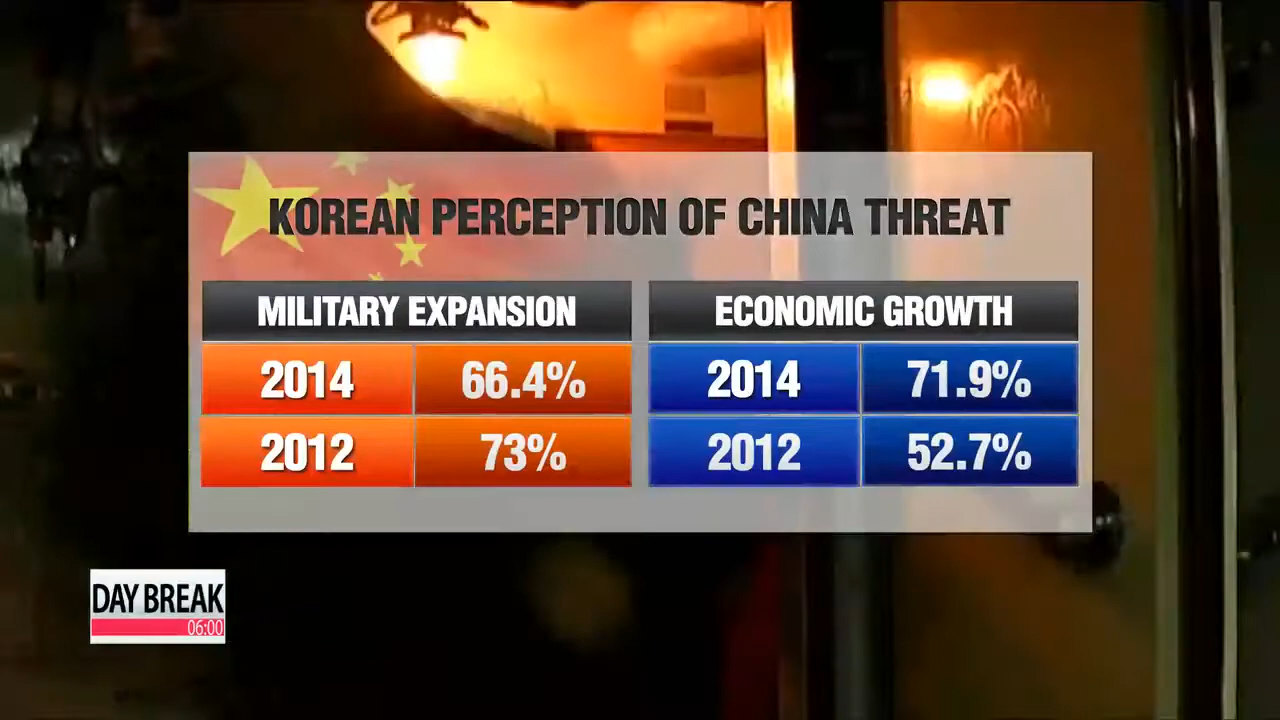 KOREAN PERCEPTION OF CHINA THREAT
MILITARY EXPANSION
2014 66.4%
2012 73%
ECONOMIC GROWTH
2014 71.9%
2012 52.7%
DAY BREAK
06:00